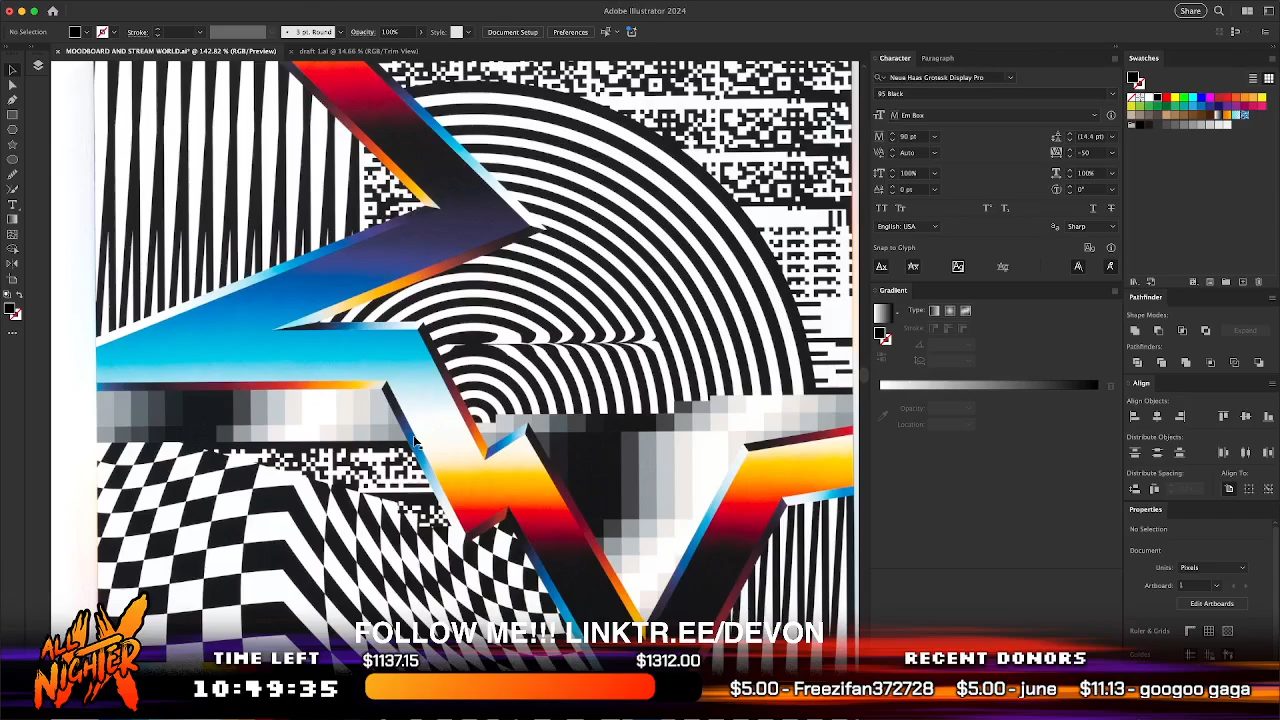 Adobe Illustrator 2024
Share
No Selection
Stroke:
3 pt. Round
Opacity: 100%
Style:
Document Setup
Preferences
MOODBOARD AND STREAM WORLD.ai* @ 142.82 % (RGB/Preview)
draft 1.ai @ 14.66 % (RGB/Trim View)
Character
Paragraph
Neue Haas Grotesk Display Pro
95 Black
Em Box
90 pt
(14.4 pt)
Auto
-50
100%
100%
0 pt
0°
English: USA
Sharp
Snap to Glyph
Gradient
Type:
Stroke:
Opacity:
Location:
Swatches
Pathfinder
Shape Modes:
Expand
Pathfinders:
Align
Align Objects:
Distribute Objects:
Distribute Spacing:
Align To:
Properties
No Selection
Document
Units:
Pixels
Artboard:
1
Edit Artboards
Ruler & Grids
Guides
FOLLOW ME!!! LINKTR.EE/DEVON
ALL NIGHTER
TIME LEFT
10:49:35
$1137.15
$1312.00
RECENT DONORS
$5.00 - Freezifan372728
$5.00 - june
$11.13 - googoo gaga